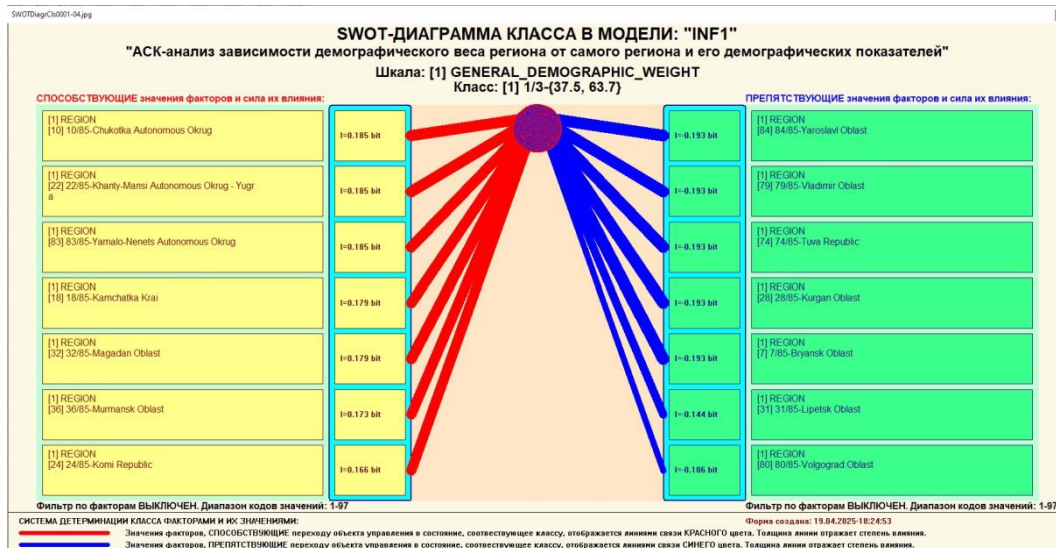 SWOTDiagrCls0001-04.jpg
SWOT-ДИАГРАММА КЛАССА В МОДЕЛИ: "INF1"
"АСК-анализ зависимости демографического веса региона от самого региона и его демографических показателей"
Шкала: [1] GENERAL_DEMOGRAPHIC_WEIGHT
Класс: [1] 1/3-{37.5, 63.7}
СПОСОБСТВУЮЩИЕ значения факторов и сила их влияния:
ПРЕПЯТСТВУЮЩИЕ значения факторов и сила их влияния:
[1] REGION
[10] 10/85-Chukotka Autonomous Okrug
I=0.185 bit
I=-0.193 bit
[1] REGION
[84] 84/85-Yaroslavl Oblast
[1] REGION
[22] 22/85-Khanty-Mansi Autonomous Okrug - Yugr
a
I=0.185 bit
I=-0.193 bit
[1] REGION
[79] 79/85-Vladimir Oblast
[1] REGION
[83] 83/85-Yamalo-Nenets Autonomous Okrug
I=0.185 bit
I=-0.193 bit
[1] REGION
[74] 74/85-Tuva Republic
[1] REGION
[18] 18/85-Kamchatka Krai
I=0.179 bit
I=-0.193 bit
[1] REGION
[28] 28/85-Kurgan Oblast
[1] REGION
[32] 32/85-Magadan Oblast
I=0.179 bit
I=-0.193 bit
[1] REGION
[7] 7/85-Bryansk Oblast
[1] REGION
[36] 36/85-Murmansk Oblast
I=0.173 bit
I=-0.144 bit
[1] REGION
[31] 31/85-Lipetsk Oblast
[1] REGION
[24] 24/85-Komi Republic
I=0.166 bit
I=-0.106 bit
[1] REGION
[80] 80/85-Volgograd Oblast
Фильтр по факторам ВЫКЛЮЧЕН. Диапазон кодов значений: 1-97
Фильтр по факторам ВЫКЛЮЧЕН. Диапазон кодов значений: 1-97
СИСТЕМА ДЕТЕРМИНАЦИИ КЛАССА ФАКТОРАМИ И ИХ ЗНАЧЕНИЯМИ:
Форма создана: 19.04.2025-18:24:53
Значения факторов, СПОСОБСТВУЮЩИЕ переходу объекта управления в состояние, соответствующее классу, отображается линиями связи КРАСНОГО цвета. Толщина линии отражает степень влияния.
Значения факторов, ПРЕПЯТСТВУЮЩИЕ переходу объекта управления в состояние, соответствующее классу, отображается линиями связи СИНЕГО цвета. Толщина линии отражает степень влияния.